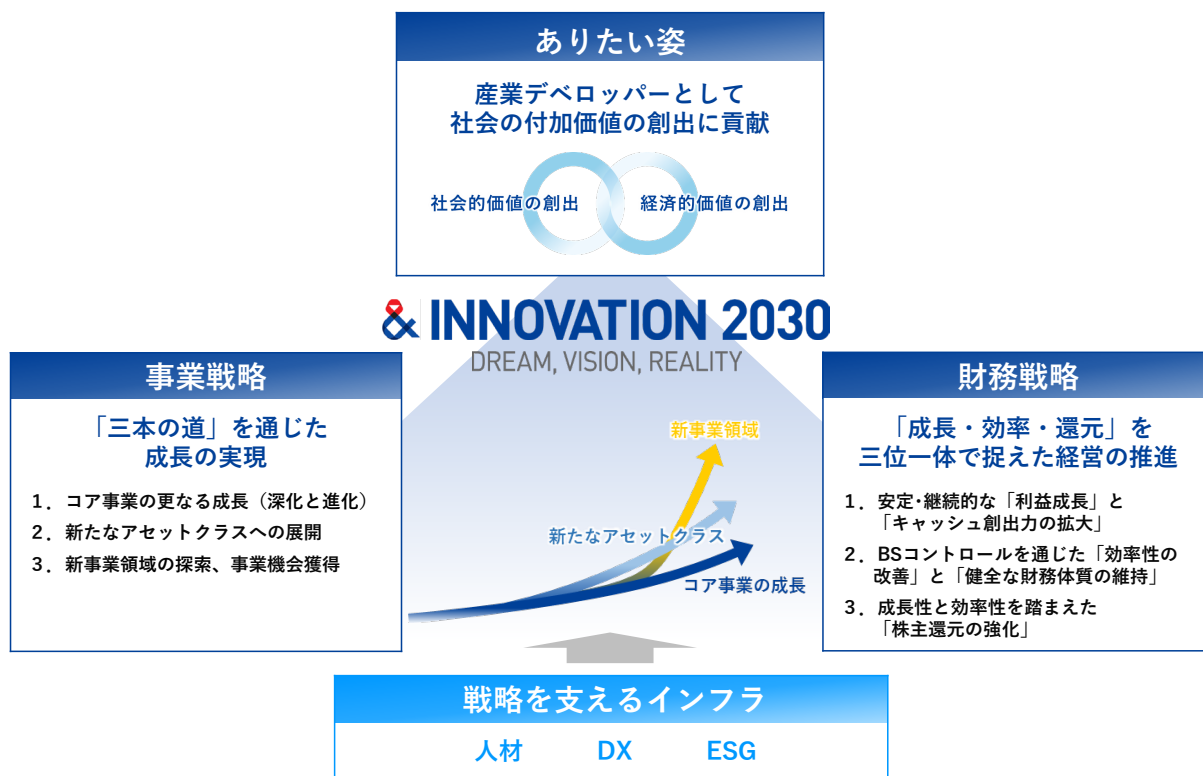 ありたい姿
産業デベロッパーとして
社会の付加価値の創出に貢献
社会的価値の創出
経済的価値の創出
& INNOVATION 2030
DREAM, VISION, REALITY
事業戦略
「三本の道」を通じた
成長の実現
1．コア事業の更なる成長（深化と進化）
2．新たなアセットクラスへの展開
3．新事業領域の探索、事業機会獲得
新事業領域
新たなアセットクラス
コア事業の成長
財務戦略
「成長・効率・還元」を
三位一体で捉えた経営の推進
1．安定･継続的な「利益成長」と
「キャッシュ創出力の拡大」
2．BSコントロールを通じた「効率性の
改善」と「健全な財務体質の維持」
3．成長性と効率性を踏まえた
「株主還元の強化」
戦略を支えるインフラ
人材 DX ESG